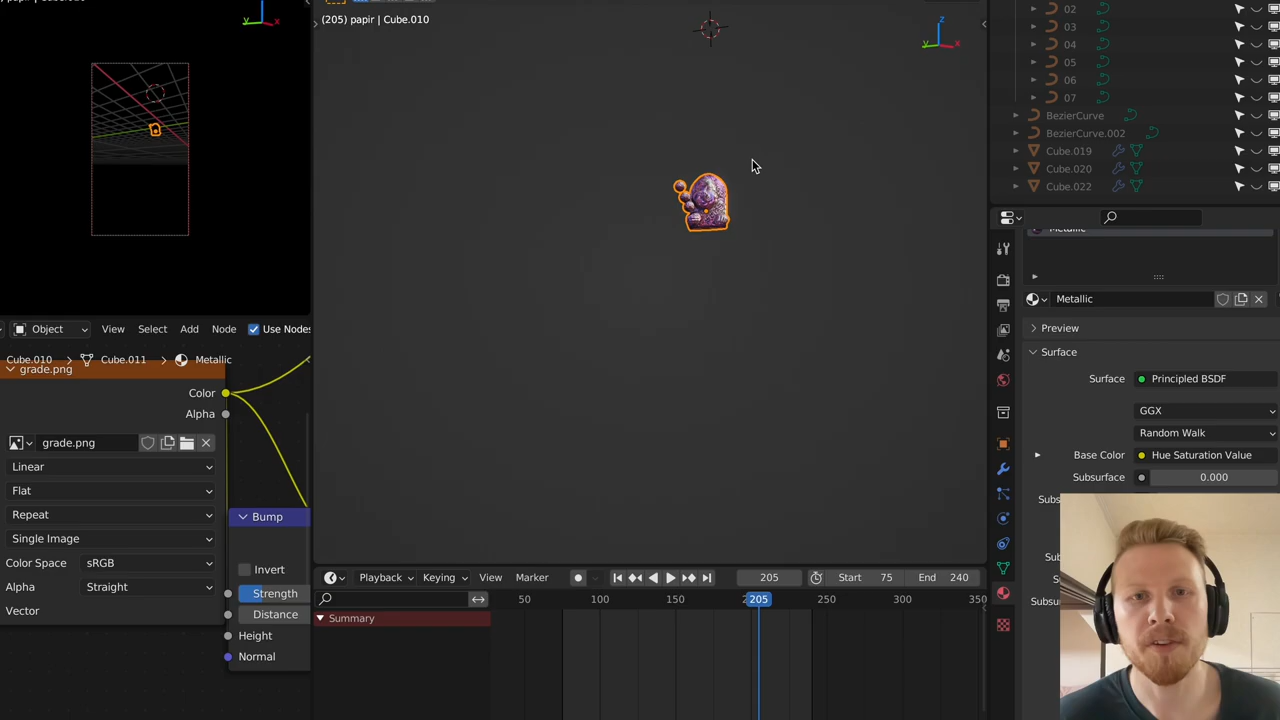 papir | Cube.010
(205) papir | Cube.010
z
y
x
02
03
04
05
06
07
BezierCurve
BezierCurve.002
Cube.019
Cube.020
Cube.022
Object View Select Add Node Use Nodes
Cube.010 Cube.011 Metallic
grade.png
Color
Alpha
grade.png
Linear
Flat
Repeat
Single Image
Color Space sRGB
Alpha Straight
Vector
Bump
Invert
Strength
Distance
Height
Normal
Metallic
Metallic
Preview
Surface
Surface Principled BSDF
GGX
Random Walk
Base Color Hue Saturation Value
Subsurface 0.000
Playback Keying View Marker 205 Start 75 End 240
50 100 150 205 250 300 350
Summary